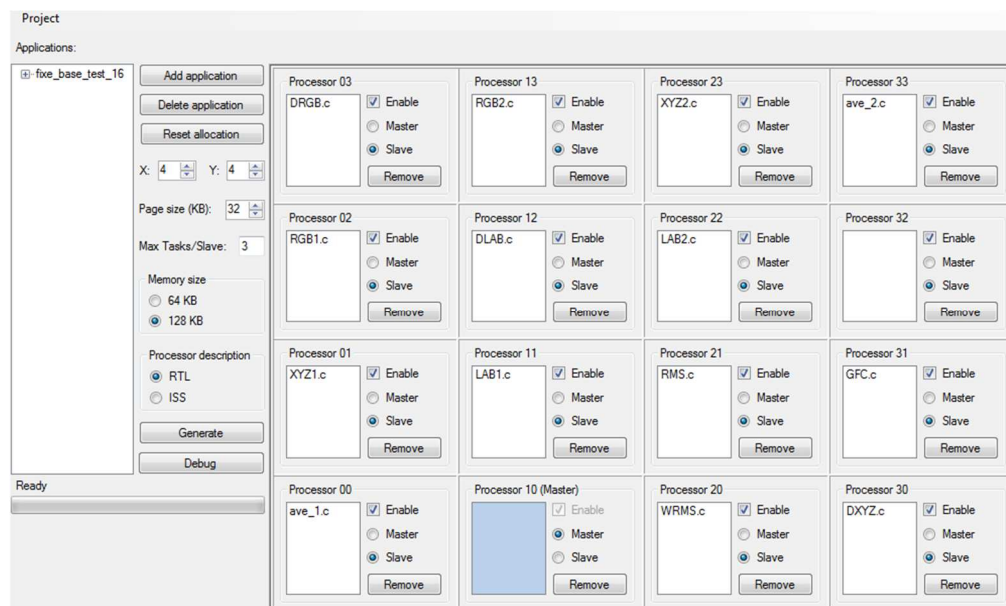 Project
Applications:
fixe_base_test_16
Add application
Delete application
Reset allocation
X: 4 Y: 4
Page size (KB): 32
Max Tasks/Slave: 3
Memory size
64 KB
128 KB
Processor description
RTL
ISS
Generate
Debug
Ready
Processor 03
DRGB.c
Enable
Master
Slave
Remove
Processor 13
RGB2.c
Enable
Master
Slave
Remove
Processor 23
XYZ2.c
Enable
Master
Slave
Remove
Processor 33
ave_2.c
Enable
Master
Slave
Remove
Processor 02
RGB1.c
Enable
Master
Slave
Remove
Processor 12
DLAB.c
Enable
Master
Slave
Remove
Processor 22
LAB2.c
Enable
Master
Slave
Remove
Processor 32
Enable
Master
Slave
Remove
Processor 01
XYZ1.c
Enable
Master
Slave
Remove
Processor 11
LAB1.c
Enable
Master
Slave
Remove
Processor 21
RMS.c
Enable
Master
Slave
Remove
Processor 31
GFC.c
Enable
Master
Slave
Remove
Processor 00
ave_1.c
Enable
Master
Slave
Remove
Processor 10 (Master)
Enable
Master
Slave
Remove
Processor 20
WRMS.c
Enable
Master
Slave
Remove
Processor 30
DXYZ.c
Enable
Master
Slave
Remove